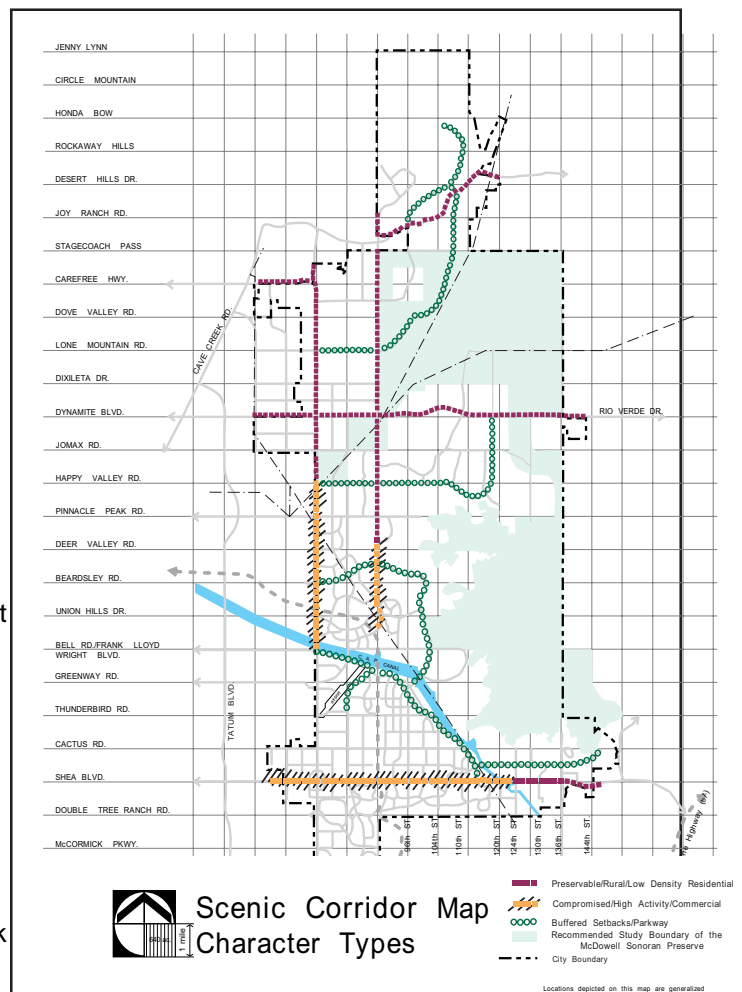 JENNY LYNN
CIRCLE MOUNTAIN
HONDA BOW
ROCKAWAY HILLS
DESERT HILLS DR.
JOY RANCH RD.
STAGECOACH PASS
CAREFREE HWY.
DOVE VALLEY RD.
CAVE CREEK RD.
LONE MOUNTAIN RD.
DIXILETA DR.
DYNAMITE BLVD.
RIO VERDE DR.
JOMAX RD.
HAPPY VALLEY RD.
PINNACLE PEAK RD.
DEER VALLEY RD.
BEARDSLEY RD.
t
UNION HILLS DR.
BELL RD./FRANK LLOYD
WRIGHT BLVD.
C A P CANAL
GREENWAY RD.
TATUM BLVD.
THUNDERBIRD RD.
CACTUS RD.
SHEA BLVD.
DOUBLE TREE RANCH RD.
McCORMICK PKWY.
96th ST
104th ST
110th ST
120th ST
124th ST
130th ST
136th ST
144th ST
Highway (87)
k
Scenic Corridor Map
Character Types
640 ac.
1 mile
Preservable/Rural/Low Density Residential
Compromised/High Activity/Commercial
Buffered Setbacks/Parkway
Recommended Study Boundary of the
McDowell Sonoran Preserve
City Boundary
Locations depicted on this map are generalized